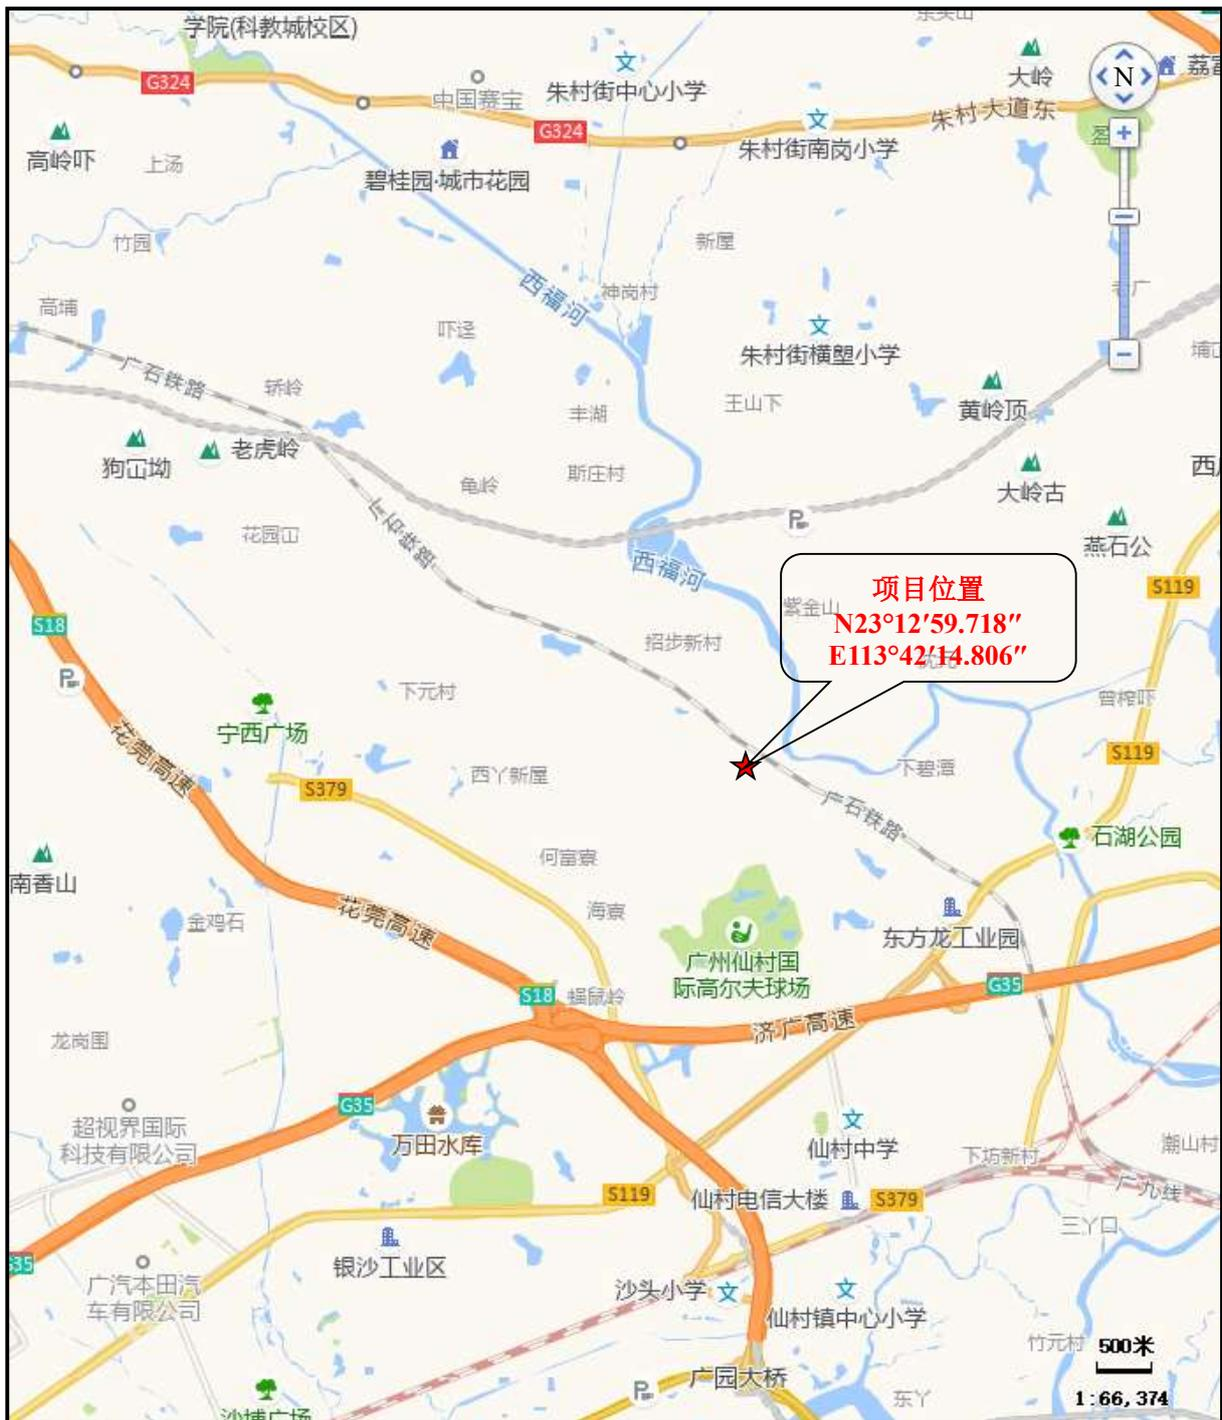 学院(科教城校区)
G324
中国赛宝
朱村街中心小学
大岭
N
G324
朱村街南岗小学
朱村大道东
高岭吓
上汤
碧桂园·城市花园
竹园
新屋
西福河
神岗村
高埔
吓迳
朱村街横塱小学
广石铁路
轿岭
丰湖
王山下
黄岭顶
狗峃坳
老虎岭
龟岭
斯庄村
大岭古
广石铁路
花园峃
燕石公
西福河
项目位置
N23°12′59.718″
E113°42′14.806″
紫金山
S119
S18
招步新村
下元村
曾榨吓
宁西广场
花莞高速
S379
西丫新屋
下碧潭
S119
广石铁路
石湖公园
南香山
何富寮
海寮
金鸡石
花莞高速
广州仙村国
际高尔夫球场
东方龙工业园
S18
蝠鼠岭
G35
济广高速
龙岗围
G35
超视界国际
科技有限公司
万田水库
仙村中学
下坊新村
潮山村
S119
仙村电信大楼
S379
广九线
三丫口
银沙工业区
G35
广汽本田汽
车有限公司
沙头小学
仙村镇中心小学
竹元村
500米
广园大桥
东丫
1:66,374
沙埔广场